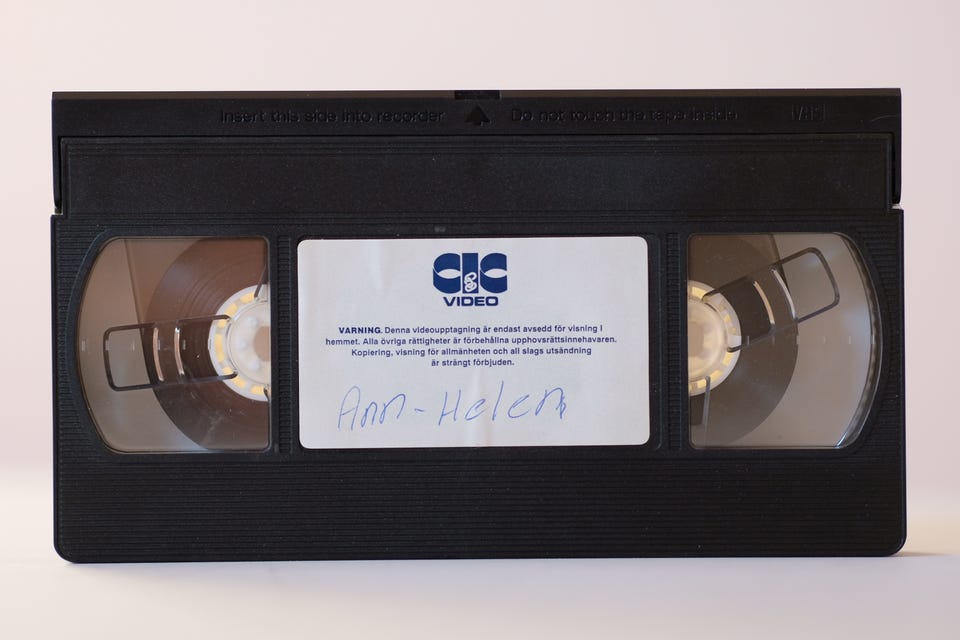 Insert this side into recorder Do not touch the tape inside VHS
CIC
VIDEO
VARNING. Denna videoupptagning är endast avsedd för visning i
hemmet. Alla övriga rättigheter är förbehållna upphovsrättsinnehavaren.
Kopiering, visning för allmänheten och all slags utsändning
är strängt förbjuden.
Ann-Helen